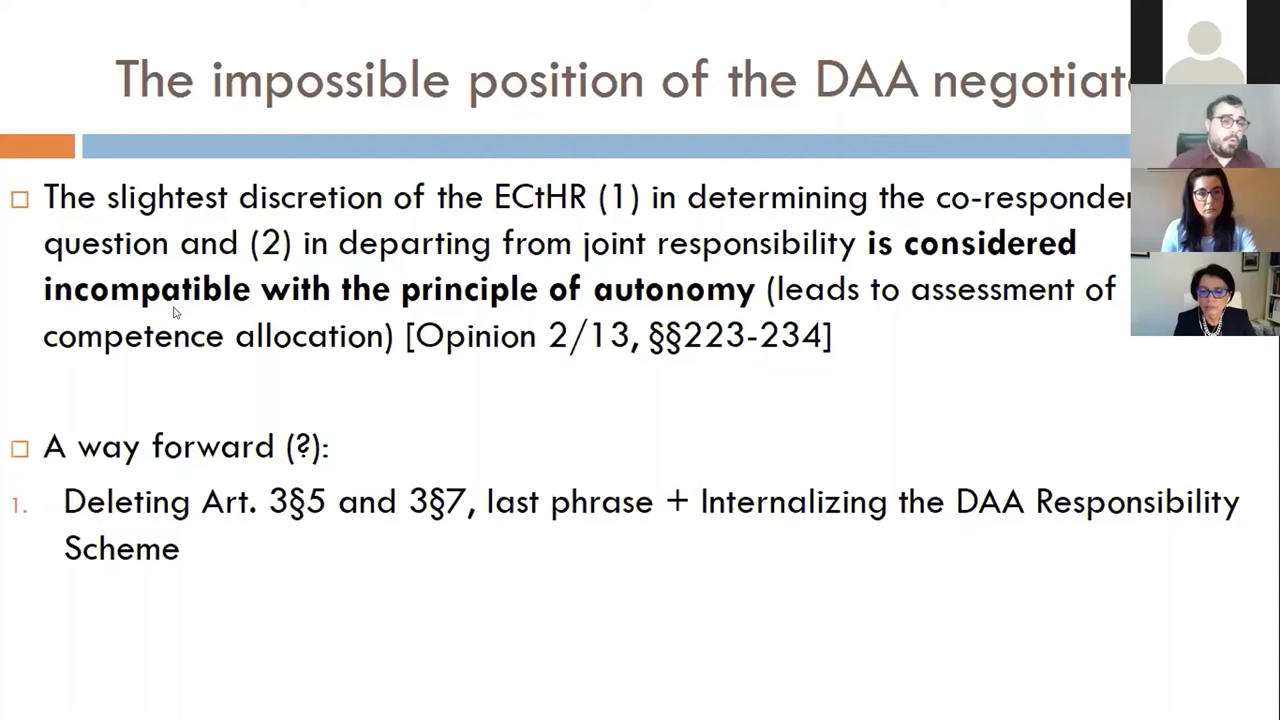 The impossible position of the DAA
The slightest discretion of the ECtHR (1) in determining the
question and (2) in departing from joint responsibility is considered
incompatible with the principle of autonomy (leads to assessment of
competence allocation) [Opinion 2/13, §§223-234]
A way forward (?):
1. Deleting Art. 3§5 and 3§7, last phrase + Internalizing the DAA Responsibility
Scheme